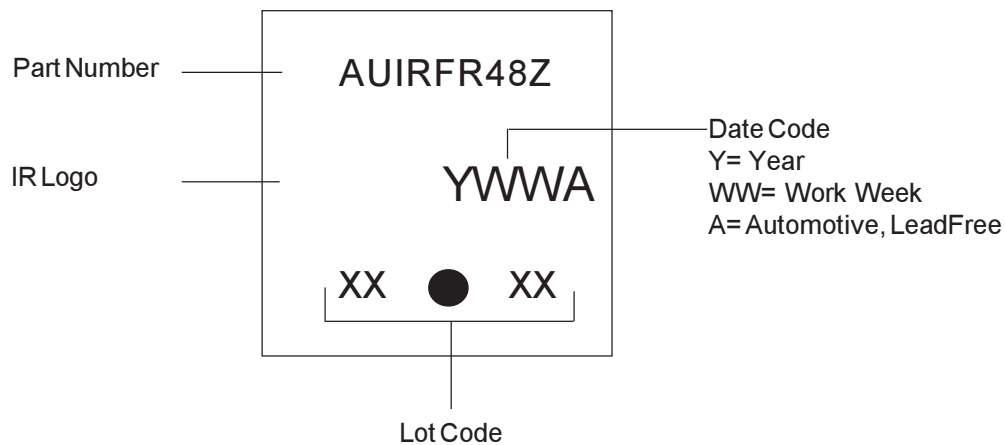 Part Number
AUIRFR48Z
Date Code
Y= Year
WW= Work Week
A= Automotive, LeadFree
IR Logo
YWWA
XX ● XX
Lot Code